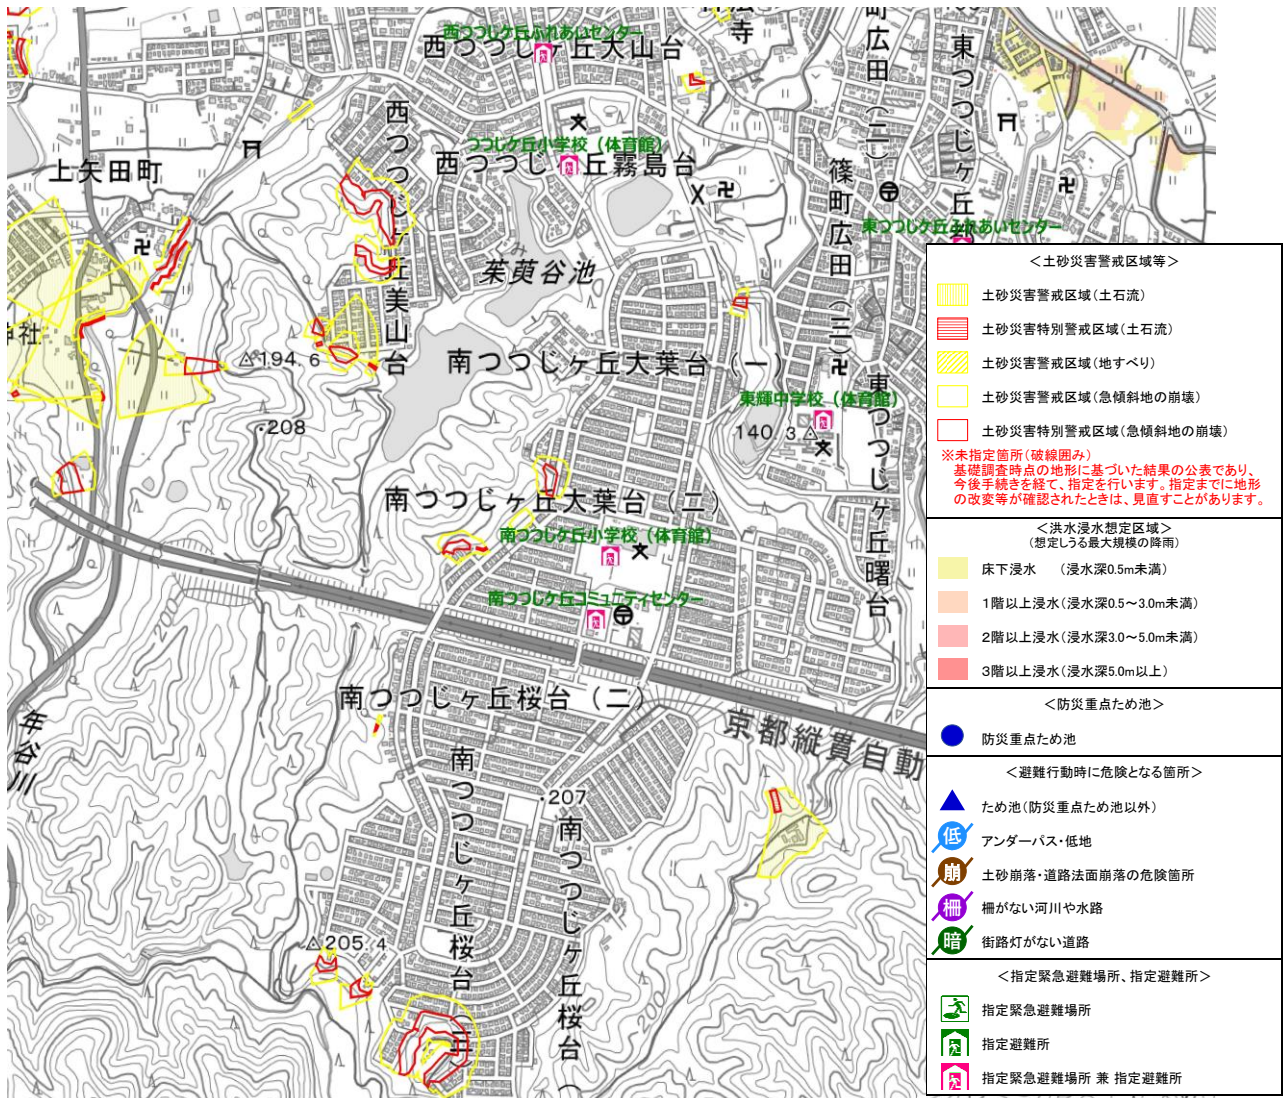 西つつじケ丘ふれあいセンター
西つつじヶ丘大山台
つつじケ丘小学校（体育館）
西つつじヶ丘霧島台
上矢田町
西つつじヶ丘美山台
茱萸谷池
み
篠町広田（三）
町広田（二）
東つつじヶ丘都
東つつじケ丘ふれあいセンター
194.6
208
南つつじヶ丘大葉台（一）
東輝中学校（体育館）
140.3
東つつじヶ丘曙台
南つつじヶ丘大葉台（二）
南つつじケ丘小学校（体育館）
南つつじケ丘コミュニティセンター
南つつじヶ丘桜台（二）
京都縦貫自動
年谷川
200
207
南つつじヶ丘桜台（三）
南つつじヶ丘桜台（
205.4
200
神社
寺
＜土砂災害警戒区域等＞
土砂災害警戒区域（土石流）
土砂災害特別警戒区域（土石流）
土砂災害警戒区域（地すべり）
土砂災害警戒区域（急傾斜地の崩壊）
土砂災害特別警戒区域（急傾斜地の崩壊）
※未指定箇所（破線囲み）
基礎調査時点の地形に基づいた結果の公表であり、
今後手続きを経て、指定を行います。指定までに地形
の改変等が確認されたときは、見直すことがあります。
＜洪水浸水想定区域＞
（想定しうる最大規模の降雨）
床下浸水　（浸水深0.5m未満）
1階以上浸水（浸水深0.5～3.0m未満）
2階以上浸水（浸水深3.0～5.0m未満）
3階以上浸水（浸水深5.0m以上）
＜防災重点ため池＞
防災重点ため池
＜避難行動時に危険となる箇所＞
ため池（防災重点ため池以外）
低 アンダーパス・低地
崩 土砂崩落・道路法面崩落の危険箇所
柵 柵がない河川や水路
暗 街路灯がない道路
＜指定緊急避難場所、指定避難所＞
指定緊急避難場所
指定避難所
指定緊急避難場所 兼 指定避難所